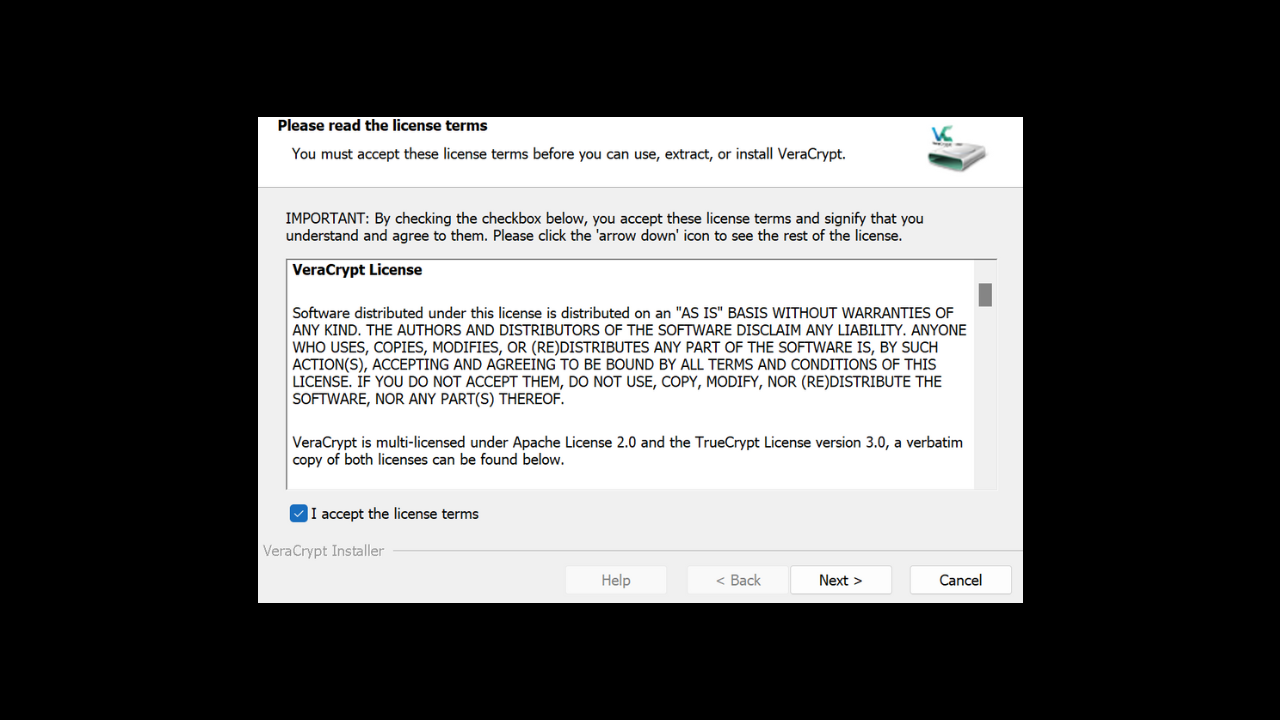 Please read the license terms
You must accept these license terms before you can use, extract, or install VeraCrypt.
IMPORTANT: By checking the checkbox below, you accept these license terms and signify that you
understand and agree to them. Please click the 'arrow down' icon to see the rest of the license.
VeraCrypt License
Software distributed under this license is distributed on an "AS IS" BASIS WITHOUT WARRANTIES OF
ANY KIND. THE AUTHORS AND DISTRIBUTORS OF THE SOFTWARE DISCLAIM ANY LIABILITY. ANYONE
WHO USES, COPIES, MODIFIES, OR (RE)DISTRIBUTES ANY PART OF THE SOFTWARE IS, BY SUCH
ACTION(S), ACCEPTING AND AGREEING TO BE BOUND BY ALL TERMS AND CONDITIONS OF THIS
LICENSE. IF YOU DO NOT ACCEPT THEM, DO NOT USE, COPY, MODIFY, NOR (RE)DISTRIBUTE THE
SOFTWARE, NOR ANY PART(S) THEREOF.
VeraCrypt is multi-licensed under Apache License 2.0 and the TrueCrypt License version 3.0, a verbatim
copy of both licenses can be found below.
I accept the license terms
VeraCrypt Installer
Help < Back Next > Cancel